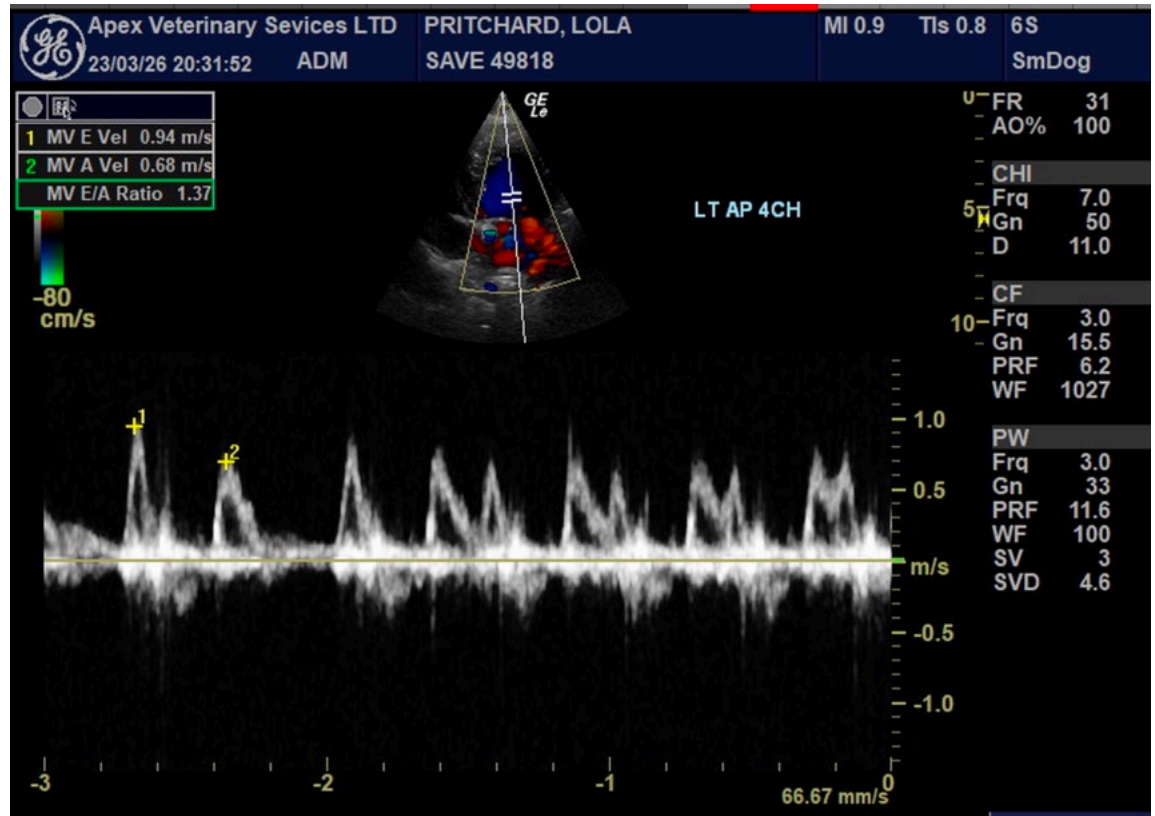 Apex Veterinary Sevices LTD PRITCHARD, LOLA MI 0.9 TIs 0.8 6S
23/03/26 20:31:52 ADM SAVE 49818 SmDog
1 MV E Vel 0.94 m/s
2 MV A Vel 0.68 m/s
MV E/A Ratio 1.37
-80
cm/s
GE
Le
LT AP 4CH
0
5
10
FR 31
AO% 100
CHI
Frq 7.0
Gn 50
D 11.0
CF
Frq 3.0
Gn 15.5
PRF 6.2
WF 1027
PW
Frq 3.0
Gn 33
PRF 11.6
WF 100
SV 3
SVD 4.6
1
2
1.0
0.5
m/s
-0.5
-1.0
-3 -2 -1 0
66.67 mm/s